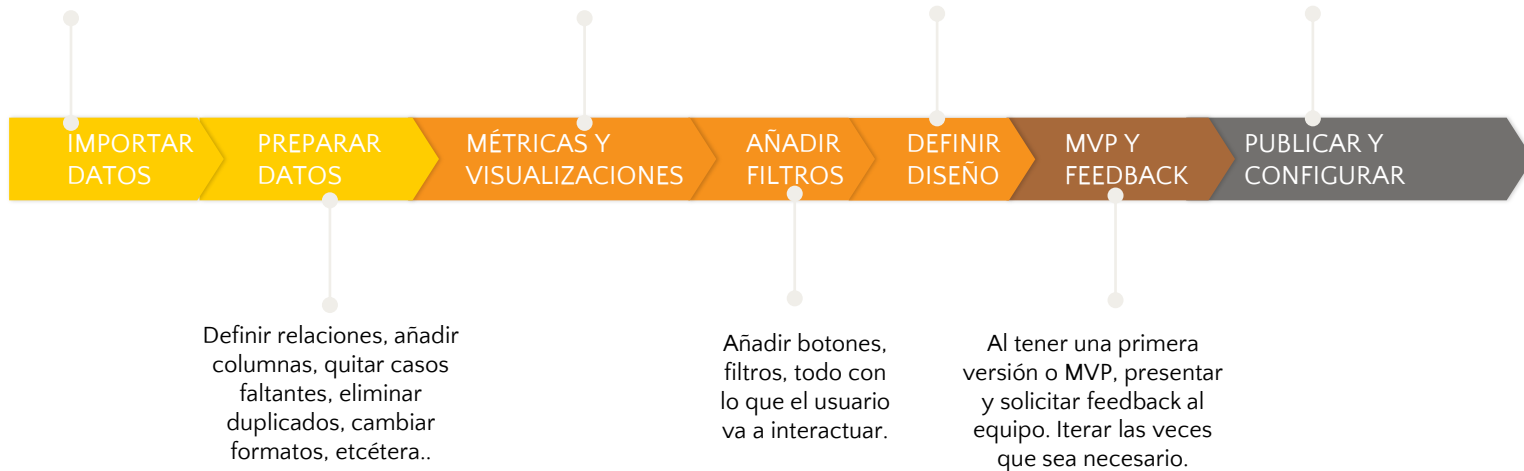 IMPORTAR
DATOS
PREPARAR
DATOS
MÉTRICAS Y
VISUALIZACIONES
AÑADIR
FILTROS
DEFINIR
DISEÑO
MVP Y
FEEDBACK
PUBLICAR Y
CONFIGURAR
Definir relaciones, añadir
columnas, quitar casos
faltantes, eliminar
duplicados, cambiar
formatos, etcétera..
Añadir botones,
filtros, todo con
lo que el usuario
va a interactuar.
Al tener una primera
versión o MVP, presentar
y solicitar feedback al
equipo. Iterar las veces
que sea necesario.